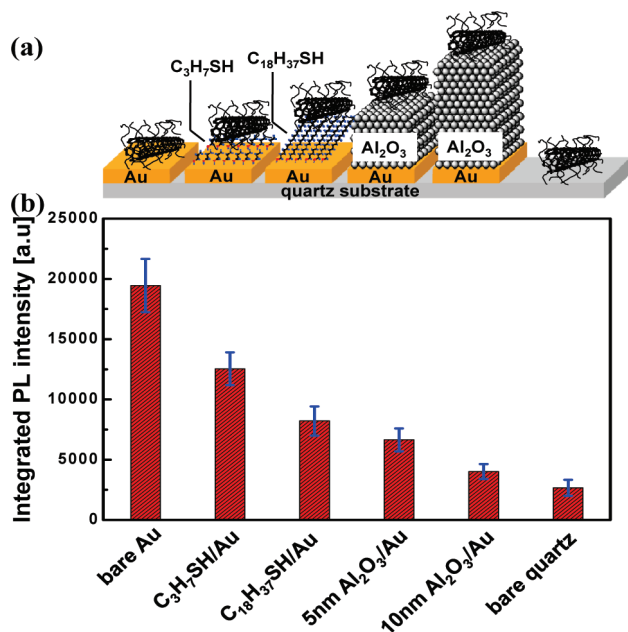 (a)
C₃H₇SH
C₁₈H₃₇SH
Al₂O₃
Al₂O₃
Au
Au
Au
Au
Au
quartz substrate
(b)
Integrated PL intensity [a.u]
25000
20000
15000
10000
5000
0
bare Au
C₃H₇SH/Au
C₁₈H₃₇SH/Au
5nm Al₂O₃/Au
10nm Al₂O₃/Au
bare quartz